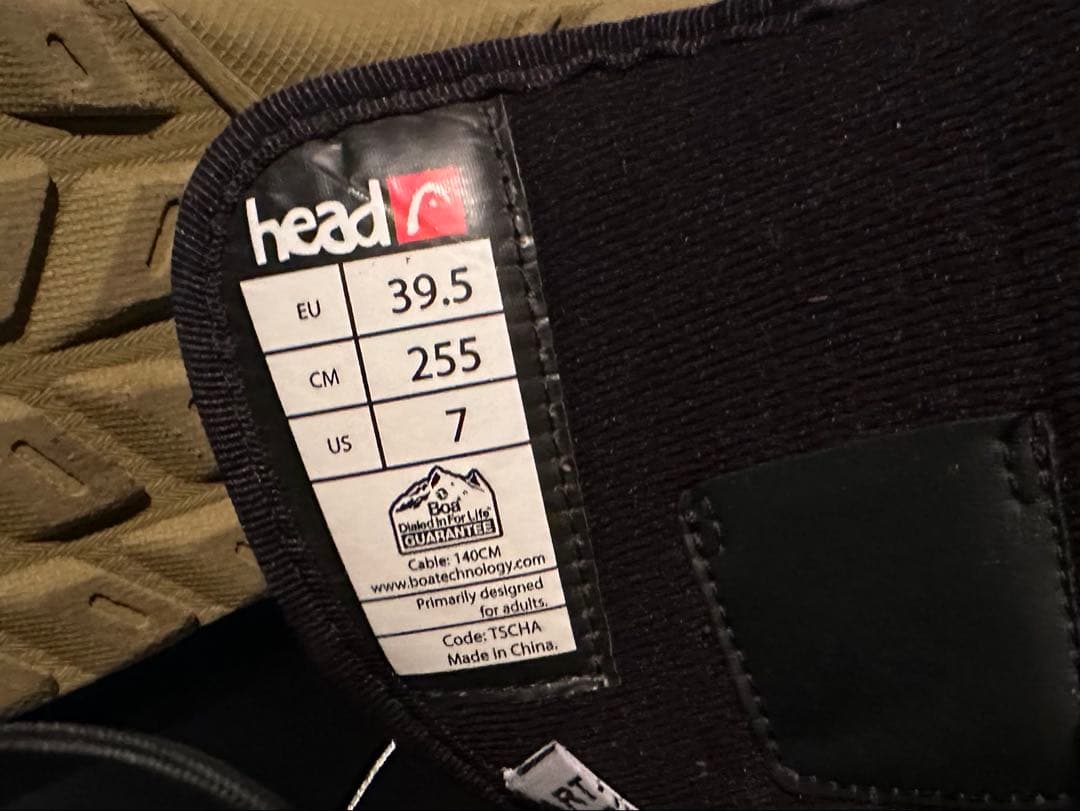 head
EU 39.5
CM 255
US 7
Boa
Dialed In For Life
GUARANTEE
Cable: 140CM
www.boatechnology.com
Primarily designed
for adults.
Code: TSCHA
Made in China.